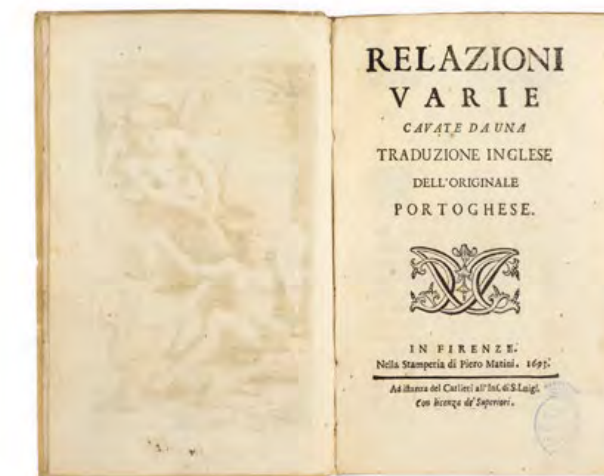 RELAZIONI
VARIE
CAVATE DA UNA
TRADUZIONE INGLESE
DELL'ORIGINALE
PORTOGHESE.
IN FIRENZE.
Nella Stamperia di Piero Matini. 1693.
Ad istanza del Carlieri all'Ins. di S. Luigi.
Con licenza de' Superiori.